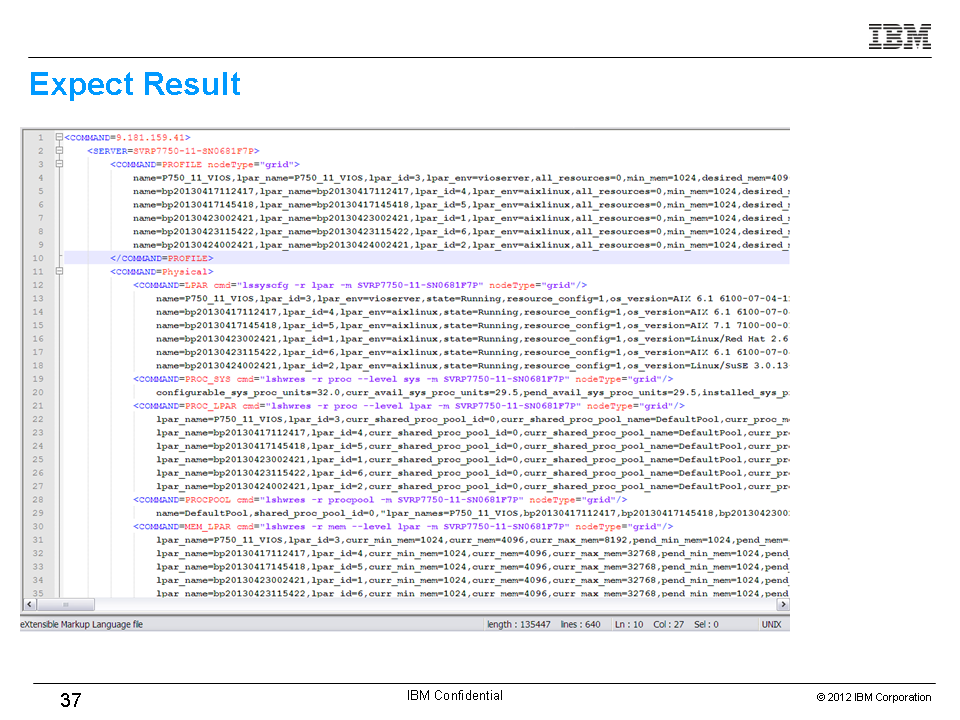 IBM
Expect Result
1 <COMMAND=9.181.159.41>
2 <SERVER=SVRP7750-11-SN0681F7P>
3 <COMMAND=PROFILE nodeType="grid">
4 name=P750_11_VIOS,lpar_name=P750_11_VIOS,lpar_id=3,lpar_env=vioserver,all_resources=0,min_mem=1024,desired_mem=409
5 name=bp20130417112417,lpar_name=bp20130417112417,lpar_id=4,lpar_env=aixlinux,all_resources=0,min_mem=1024,desired_
6 name=bp20130417145418,lpar_name=bp20130417145418,lpar_id=5,lpar_env=aixlinux,all_resources=0,min_mem=1024,desired_
7 name=bp20130423002421,lpar_name=bp20130423002421,lpar_id=1,lpar_env=aixlinux,all_resources=0,min_mem=1024,desired_
8 name=bp20130423115422,lpar_name=bp20130423115422,lpar_id=6,lpar_env=aixlinux,all_resources=0,min_mem=1024,desired_
9 name=bp20130424002421,lpar_name=bp20130424002421,lpar_id=2,lpar_env=aixlinux,all_resources=0,min_mem=1024,desired_
10 </COMMAND=PROFILE>
11 <COMMAND=Physical>
12 <COMMAND=LPAR cmd="lssyscfg -r lpar -m SVRP7750-11-SN0681F7P" nodeType="grid"/>
13 name=P750_11_VIOS,lpar_id=3,lpar_env=vioserver,state=Running,resource_config=1,os_version=AIX 6.1 6100-07-04-1
14 name=bp20130417112417,lpar_id=4,lpar_env=aixlinux,state=Running,resource_config=1,os_version=AIX 6.1 6100-07-0
15 name=bp20130417145418,lpar_id=5,lpar_env=aixlinux,state=Running,resource_config=1,os_version=AIX 7.1 7100-00-0
16 name=bp20130423002421,lpar_id=1,lpar_env=aixlinux,state=Running,resource_config=1,os_version=Linux/Red Hat 2.6
17 name=bp20130423115422,lpar_id=6,lpar_env=aixlinux,state=Running,resource_config=1,os_version=AIX 6.1 6100-07-0
18 name=bp20130424002421,lpar_id=2,lpar_env=aixlinux,state=Running,resource_config=1,os_version=Linux/SuSE 3.0.13
19 <COMMAND=PROC_SYS cmd="lshwres -r proc --level sys -m SVRP7750-11-SN0681F7P" nodeType="grid"/>
20 configurable_sys_proc_units=32.0,curr_avail_sys_proc_units=29.5,pend_avail_sys_proc_units=29.5,installed_sys_p
21 <COMMAND=PROC_LPAR cmd="lshwres -r proc --level lpar -m SVRP7750-11-SN0681F7P" nodeType="grid"/>
22 lpar_name=P750_11_VIOS,lpar_id=3,curr_shared_proc_pool_id=0,curr_shared_proc_pool_name=DefaultPool,curr_proc_m
23 lpar_name=bp20130417112417,lpar_id=4,curr_shared_proc_pool_id=0,curr_shared_proc_pool_name=DefaultPool,curr_pr
24 lpar_name=bp20130417145418,lpar_id=5,curr_shared_proc_pool_id=0,curr_shared_proc_pool_name=DefaultPool,curr_pr
25 lpar_name=bp20130423002421,lpar_id=1,curr_shared_proc_pool_id=0,curr_shared_proc_pool_name=DefaultPool,curr_pr
26 lpar_name=bp20130423115422,lpar_id=6,curr_shared_proc_pool_id=0,curr_shared_proc_pool_name=DefaultPool,curr_pr
27 lpar_name=bp20130424002421,lpar_id=2,curr_shared_proc_pool_id=0,curr_shared_proc_pool_name=DefaultPool,curr_pr
28 <COMMAND=PROCPOOL cmd="lshwres -r procpool -m SVRP7750-11-SN0681F7P" nodeType="grid"/>
29 name=DefaultPool,shared_proc_pool_id=0,"lpar_names=P750_11_VIOS,bp20130417112417,bp20130417145418,bp2013042300
30 <COMMAND=MEM_LPAR cmd="lshwres -r mem --level lpar -m SVRP7750-11-SN0681F7P" nodeType="grid"/>
31 lpar_name=P750_11_VIOS,lpar_id=3,curr_min_mem=1024,curr_mem=4096,curr_max_mem=8192,pend_min_mem=1024,pend_mem=
32 lpar_name=bp20130417112417,lpar_id=4,curr_min_mem=1024,curr_mem=4096,curr_max_mem=32768,pend_min_mem=1024,pend_
33 lpar_name=bp20130417145418,lpar_id=5,curr_min_mem=1024,curr_mem=4096,curr_max_mem=32768,pend_min_mem=1024,pend_
34 lpar_name=bp20130423002421,lpar_id=1,curr_min_mem=1024,curr_mem=4096,curr_max_mem=32768,pend_min_mem=1024,pend_
35 lpar_name=bp20130423115422,lpar_id=6,curr_min_mem=1024,curr_mem=4096,curr_max_mem=32768,pend_min_mem=1024,pend_
eXtensible Markup Language file length : 135447 lines : 640 Ln : 10 Col : 27 Sel : 0 UNIX
37 IBM Confidential © 2012 IBM Corporation